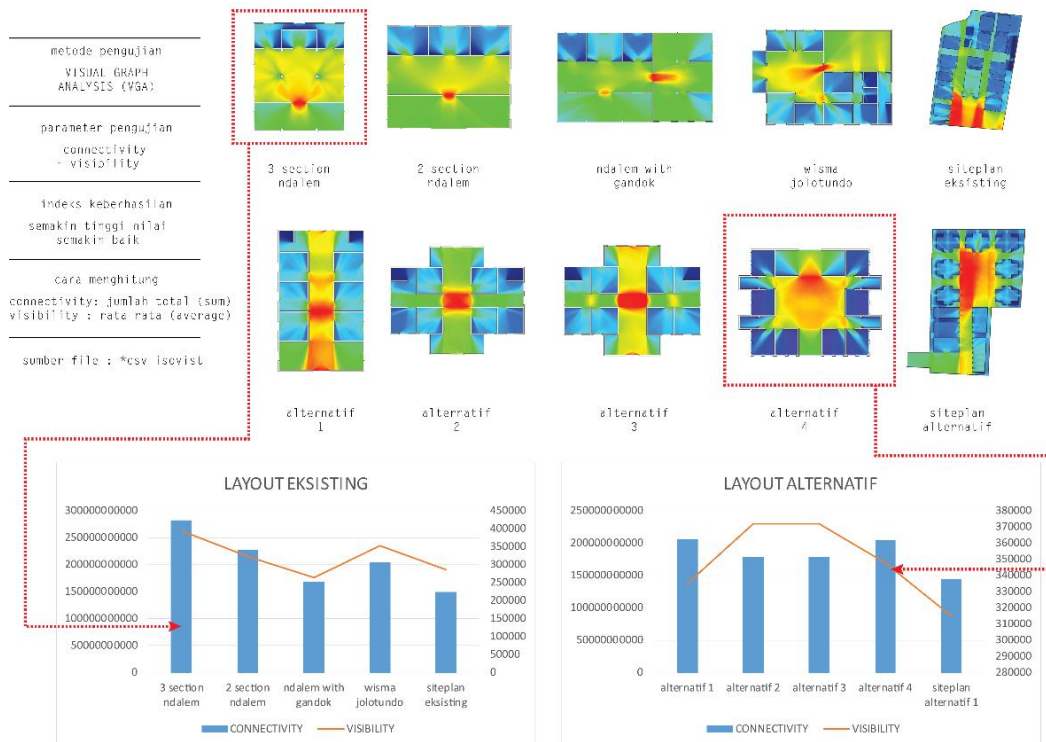 metode pengujian
VISUAL GRAPH
ANALYSIS (VGA)
parameter pengujian
connectivity
- visibility
indeks keberhasilan
semakin tinggi nilai
semakin baik
cara menghitung
connectivity: jumlah total (sum)
visibility : rata rata (average)
sumber file : *csv isovist
3 section
ndalem
2 section
ndalem
ndalem with
gandok
wisma
jolotundo
siteplan
eksisting
alternatif
1
alternatif
2
alternatif
3
alternatif
4
siteplan
alternatif
LAYOUT EKSISTING
300000000000
250000000000
200000000000
150000000000
100000000000
50000000000
0
450000
400000
350000
300000
250000
200000
150000
100000
50000
0
3 section
ndalem
2 section
ndalem
ndalem with
gandok
wisma
jolotundo
siteplan
eksisting
CONNECTIVITY
VISIBILITY
LAYOUT ALTERNATIF
250000000000
200000000000
150000000000
100000000000
50000000000
0
380000
370000
360000
350000
340000
330000
320000
310000
300000
290000
280000
alternatif 1
alternatif 2
alternatif 3
alternatif 4
siteplan
alternatif 1
CONNECTIVITY
VISIBILITY